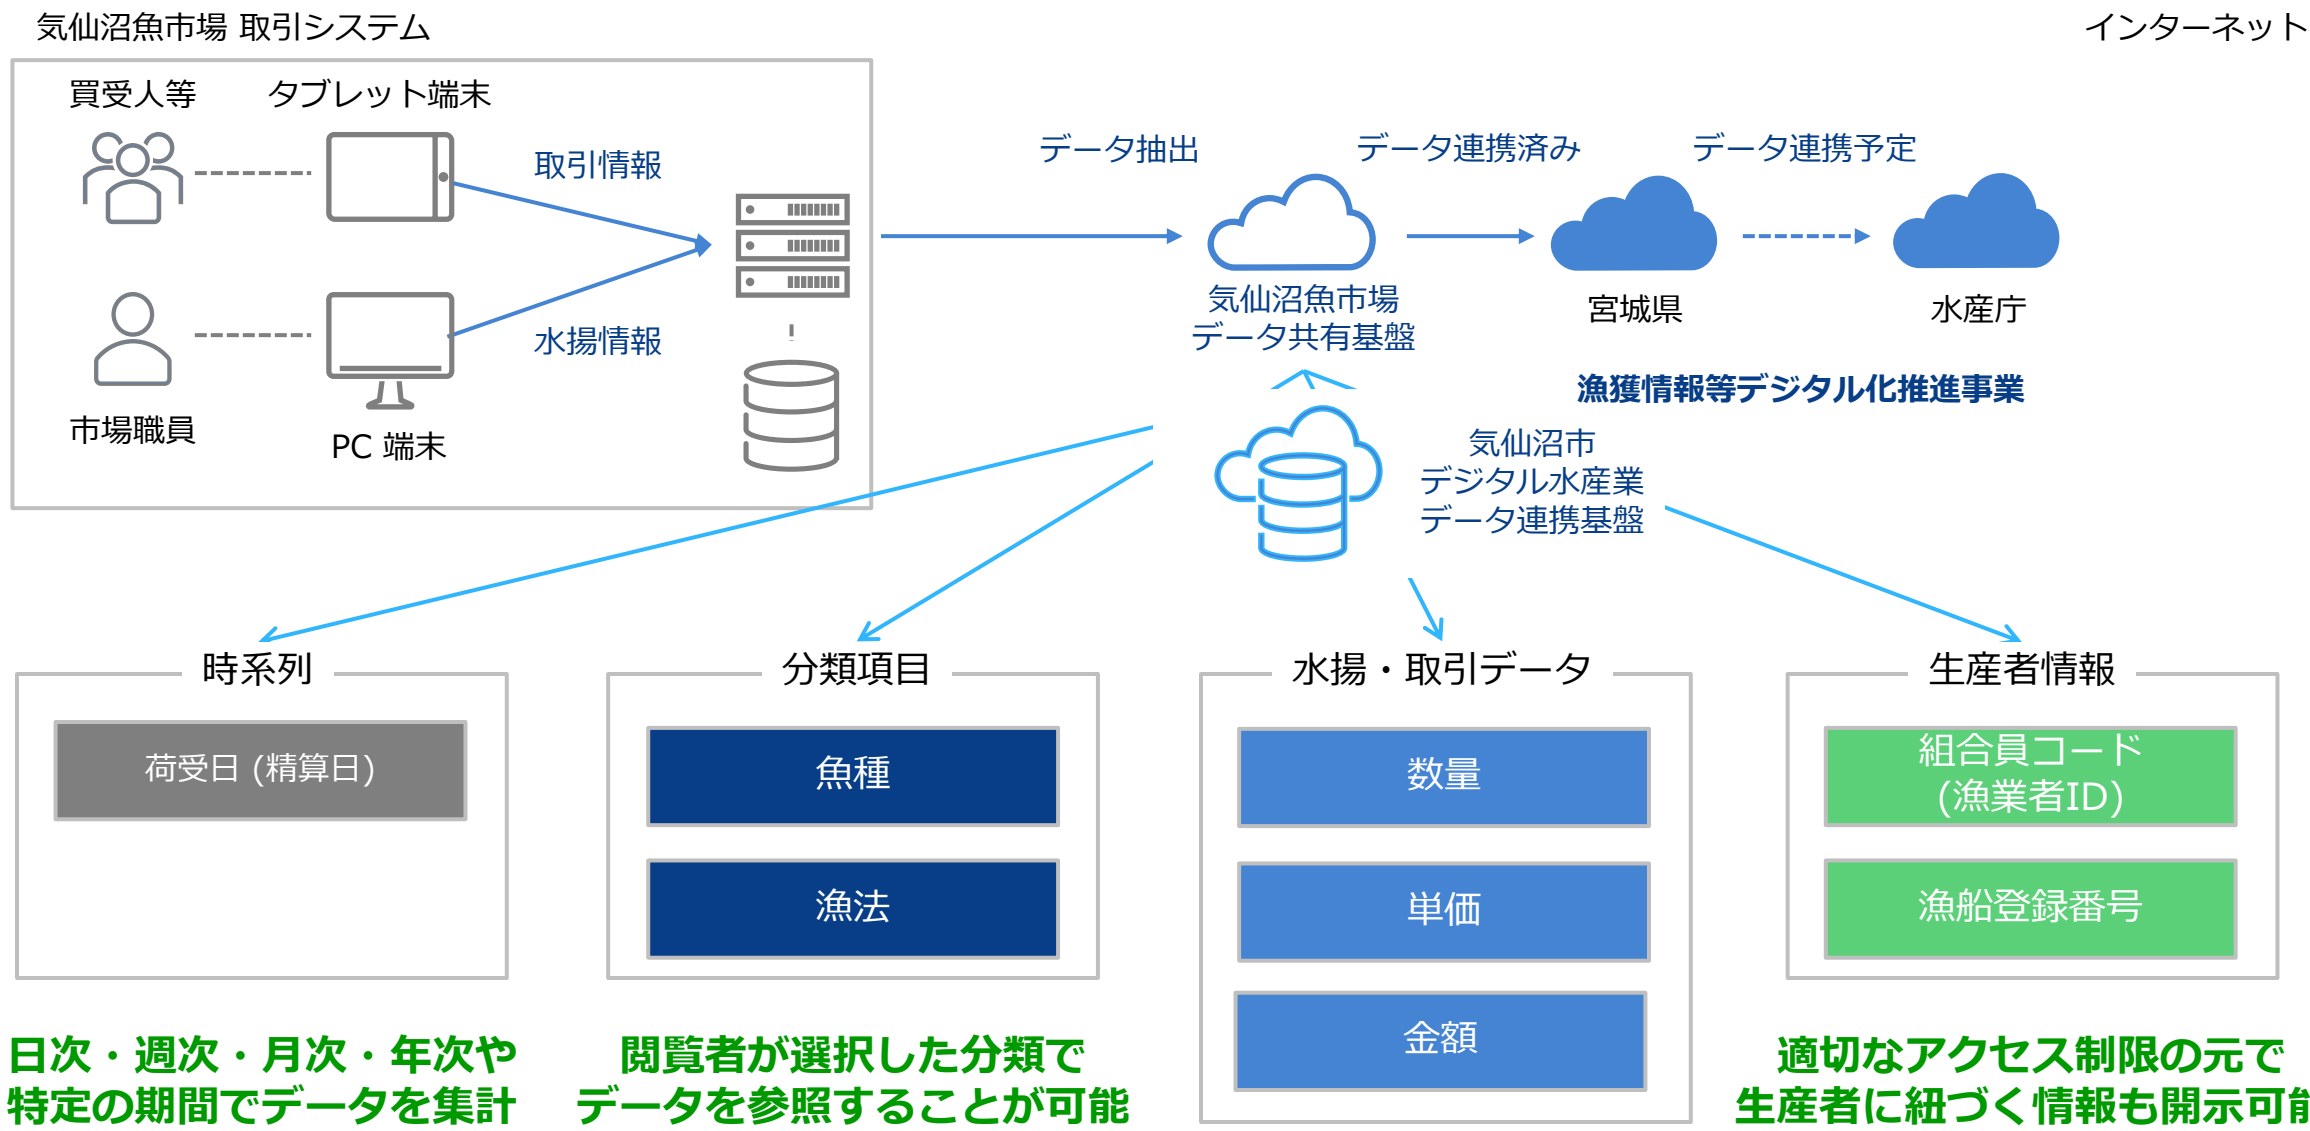 気仙沼魚市場 取引システム
インターネット
買受人等
タブレット端末
取引情報
水揚情報
市場職員
PC 端末
データ抽出
データ連携済み
データ連携予定
気仙沼魚市場
データ共有基盤
宮城県
水産庁
漁獲情報等デジタル化推進事業
気仙沼市
デジタル水産業
データ連携基盤
時系列
荷受日 (精算日)
日次・週次・月次・年次や
特定の期間でデータを集計
分類項目
魚種
漁法
閲覧者が選択した分類で
データを参照することが可能
水揚・取引データ
数量
単価
金額
生産者情報
組合員コード
(漁業者ID)
漁船登録番号
適切なアクセス制限の元で
生産者に紐づく情報も開示可能